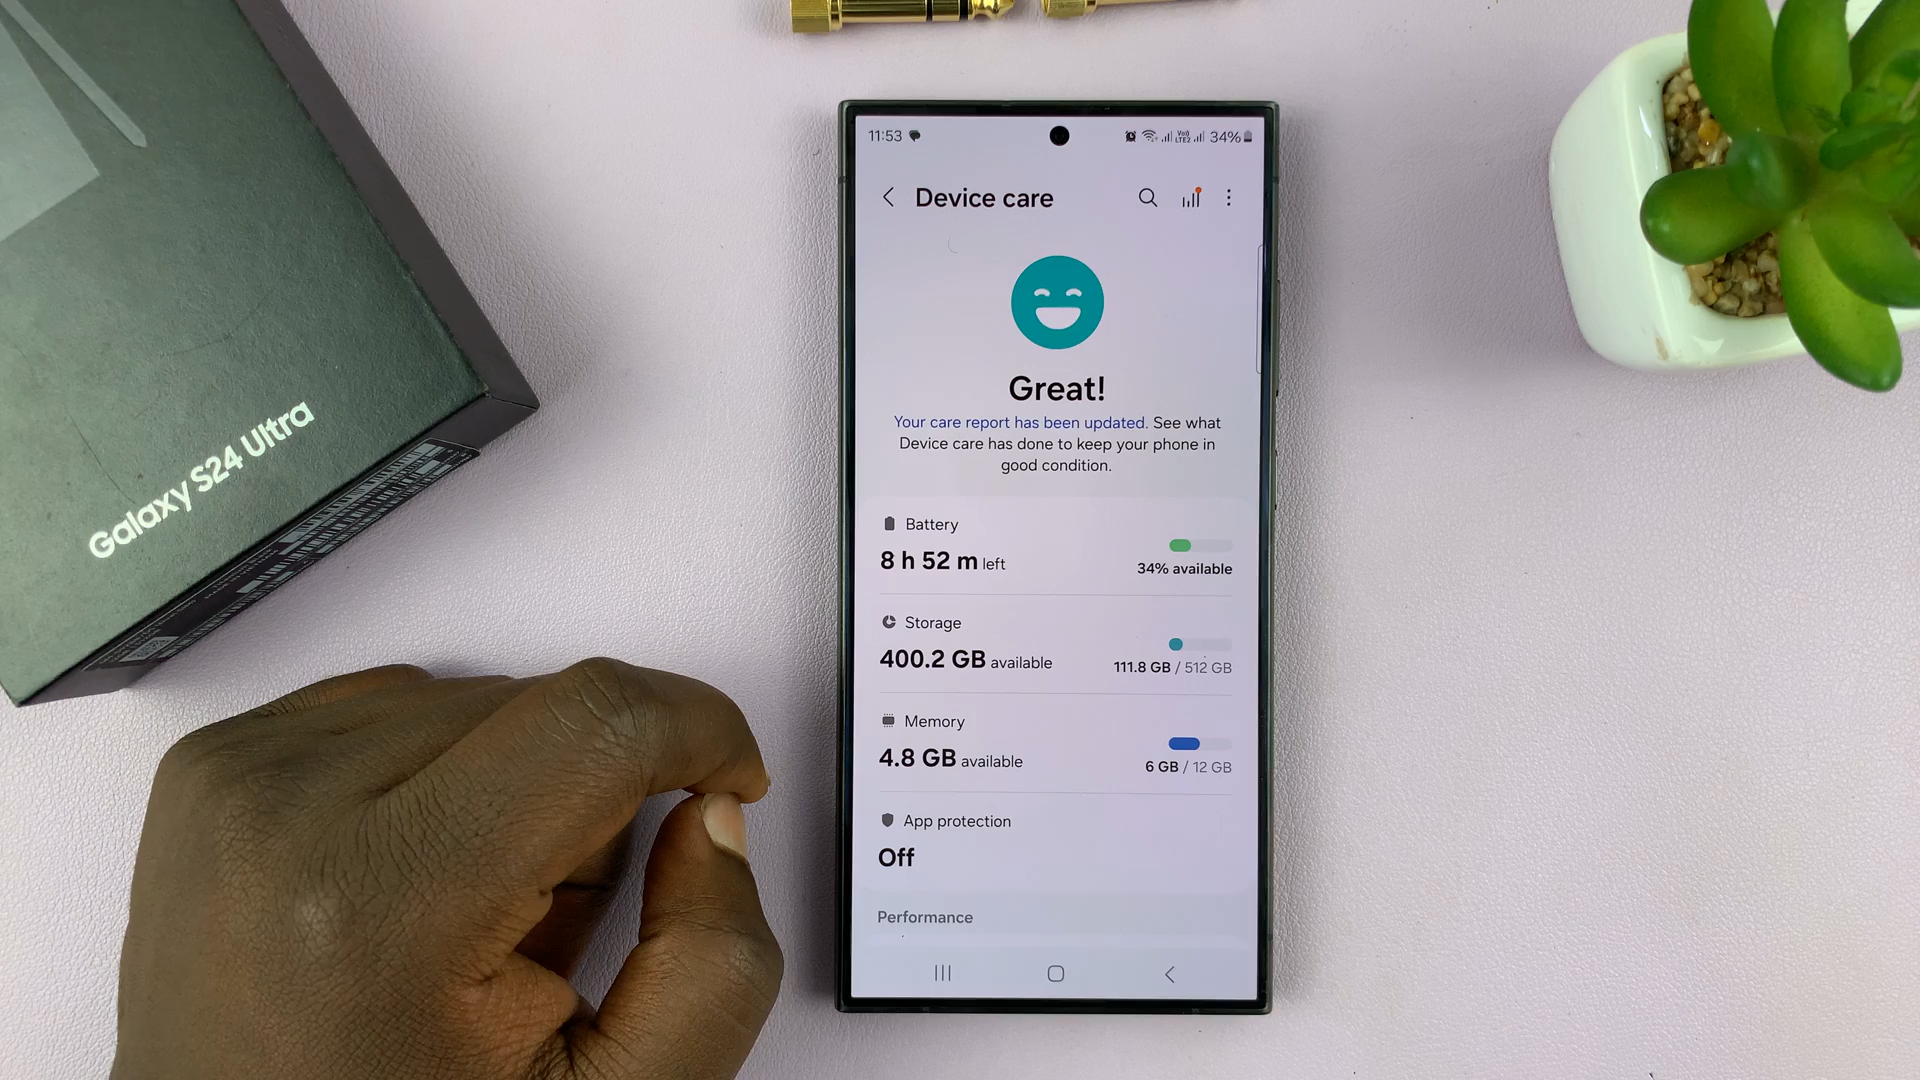 Galaxy S24 Ultra
11:53
Vo))
LTE2
34%
Device care
Great!
Your care report has been updated. See what
Device care has done to keep your phone in
good condition.
Battery
8 h 52 m left
34% available
Storage
400.2 GB available
111.8 GB / 512 GB
Memory
4.8 GB available
6 GB / 12 GB
App protection
Off
Performance